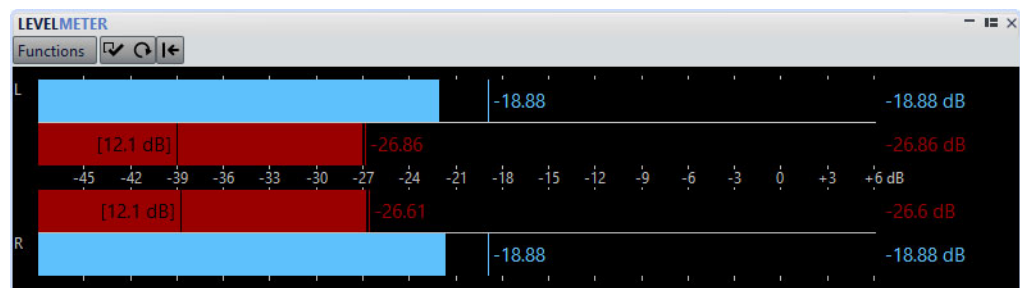 LEVELMETER
Functions
L
-18.88
-18.88 dB
[12.1 dB]
-26.86
-26.86 dB
-45 -42 -39 -36 -33 -30 -27 -24 -21 -18 -15 -12 -9 -6 -3 0 +3 +6 dB
[12.1 dB]
-26.61
-26.6 dB
R
-18.88
-18.88 dB